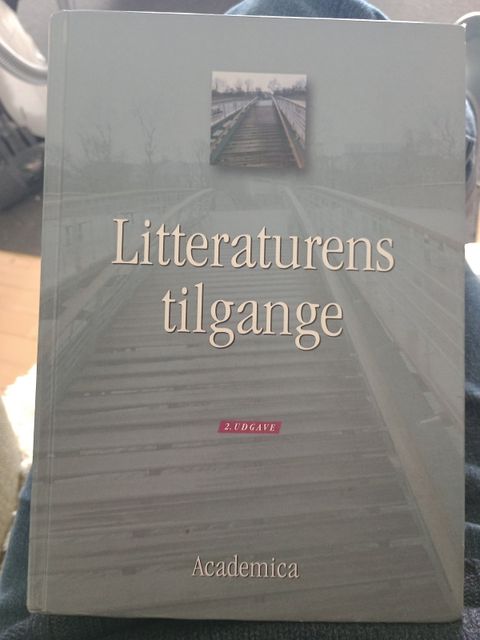 Litteraturens
tilgange
2. UDGAVE
Academica